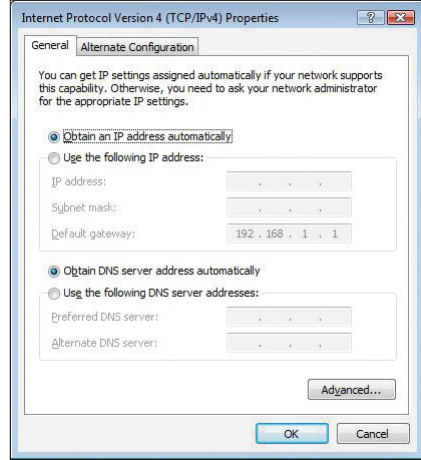 Internet Protocol Version 4 (TCP/IPv4) Properties
General
Alternate Configuration
You can get IP settings assigned automatically if your network supports
this capability. Otherwise, you need to ask your network administrator
for the appropriate IP settings.
Obtain an IP address automatically
Use the following IP address:
IP address:
Subnet mask:
Default gateway: 192 . 168 . 1 . 1
Obtain DNS server address automatically
Use the following DNS server addresses:
Preferred DNS server:
Alternate DNS server:
Advanced...
OK Cancel